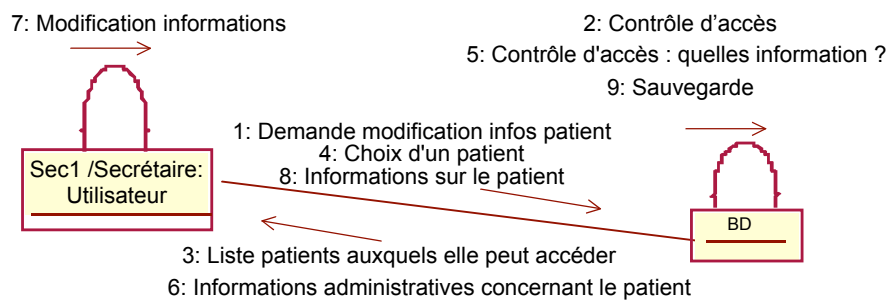 7: Modification informations
2: Contrôle d’accès
5: Contrôle d'accès : quelles information ?
9: Sauvegarde
1: Demande modification infos patient
4: Choix d'un patient
8: Informations sur le patient
Sec1 /Secrétaire:
Utilisateur
BD
3: Liste patients auxquels elle peut accéder
6: Informations administratives concernant le patient